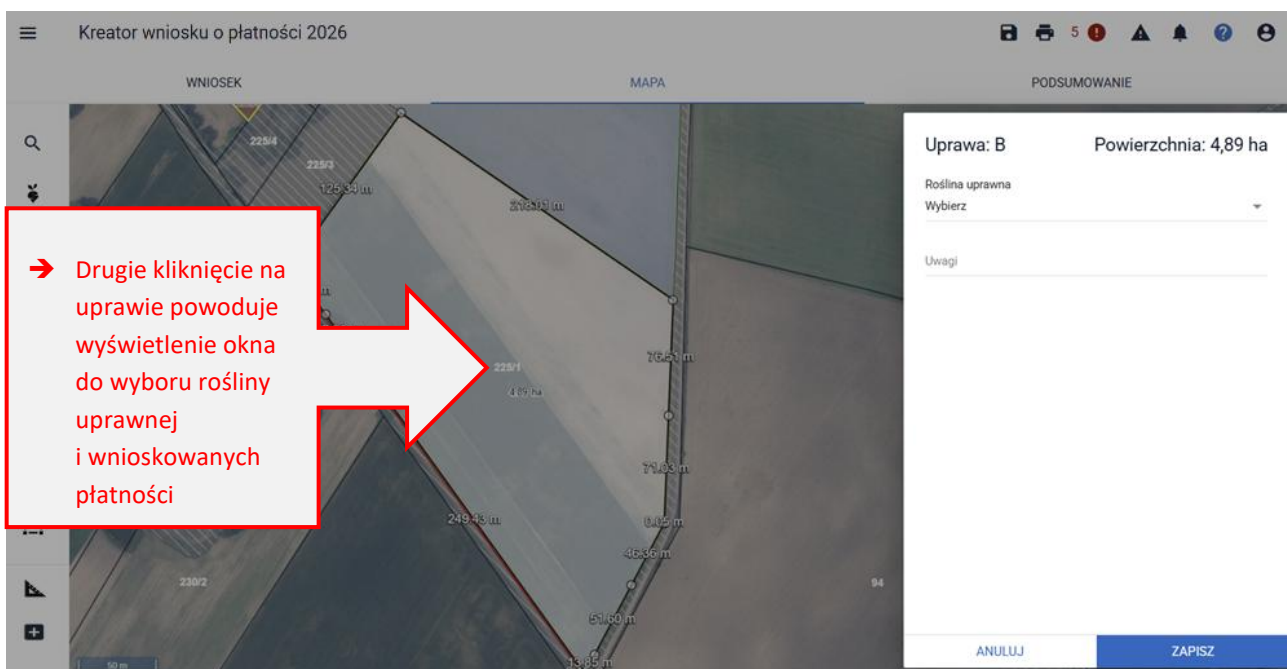 Kreator wniosku o płatności 2026
5
WNIOSEK
MAPA
PODSUMOWANIE
225/4
225/3
125.34 m
218.01 m
Uprawa: B
Powierzchnia: 4,89 ha
Roślina uprawna
Wybierz
Uwagi
➔ Drugie kliknięcie na
uprawie powoduje
wyświetlenie okna
do wyboru rośliny
uprawnej
i wnioskowanych
płatności
m
225/1
4.89 ha
76.51 m
71.03 m
0.05 m
46.36 m
249.43 m
230/2
94
51.60 m
13.85 m
50 m
ANULUJ
ZAPISZ